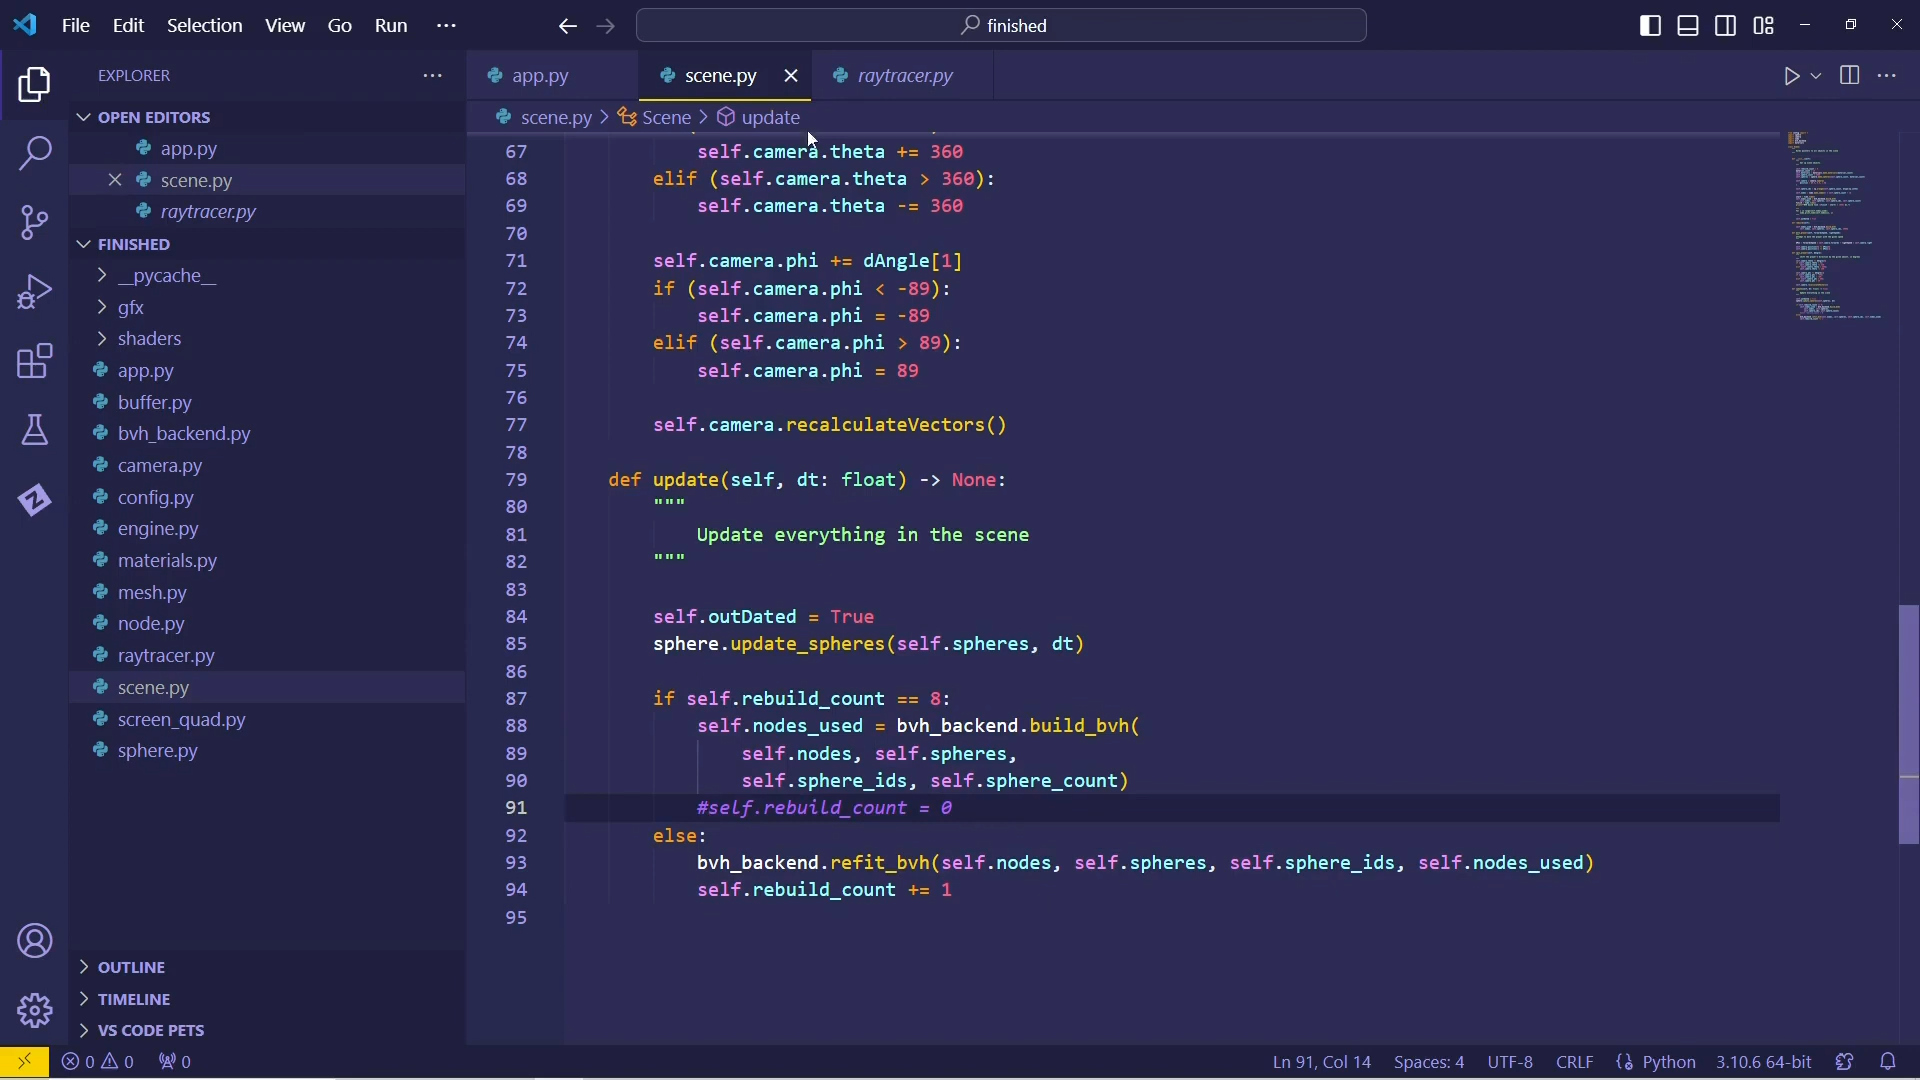 File Edit Selection View Go Run ···
finished
EXPLORER ···
OPEN EDITORS
app.py
scene.py
raytracer.py
FINISHED
__pycache__
gfx
shaders
app.py
buffer.py
bvh_backend.py
camera.py
config.py
engine.py
materials.py
mesh.py
node.py
raytracer.py
scene.py
screen_quad.py
sphere.py
OUTLINE
TIMELINE
VS CODE PETS
app.py scene.py raytracer.py
scene.py > Scene > update
67 self.camera.theta += 360
68 elif (self.camera.theta > 360):
69 self.camera.theta -= 360
70
71 self.camera.phi += dAngle[1]
72 if (self.camera.phi < -89):
73 self.camera.phi = -89
74 elif (self.camera.phi > 89):
75 self.camera.phi = 89
76
77 self.camera.recalculateVectors()
78
79 def update(self, dt: float) -> None:
80 """
81 Update everything in the scene
82 """
83
84 self.outDated = True
85 sphere.update_spheres(self.spheres, dt)
86
87 if self.rebuild_count == 8:
88 self.nodes_used = bvh_backend.build_bvh(
89 self.nodes, self.spheres,
90 self.sphere_ids, self.sphere_count)
91 #self.rebuild_count = 0
92 else:
93 bvh_backend.refit_bvh(self.nodes, self.spheres, self.sphere_ids, self.nodes_used)
94 self.rebuild_count += 1
95
0 0 0 Ln 91, Col 14 Spaces: 4 UTF-8 CRLF Python 3.10.6 64-bit